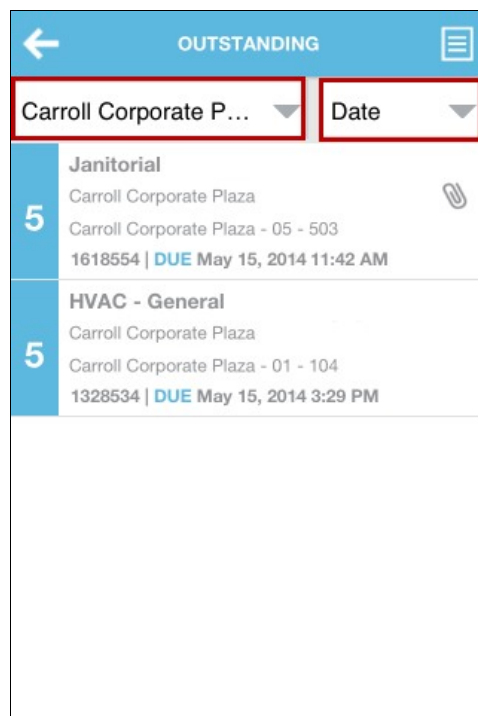 OUTSTANDING
Carroll Corporate P... Date
Janitorial
Carroll Corporate Plaza
5
Carroll Corporate Plaza - 05 - 503
1618554 | DUE May 15, 2014 11:42 AM
HVAC - General
Carroll Corporate Plaza
5
Carroll Corporate Plaza - 01 - 104
1328534 | DUE May 15, 2014 3:29 PM